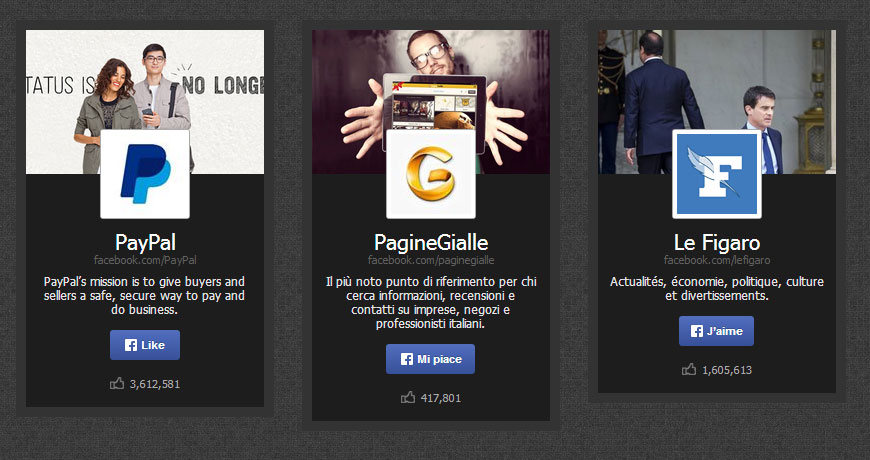 TATUS IS NO LONGE
PayPal
facebook.com/PayPal
PayPal's mission is to give buyers and
sellers a safe, secure way to pay and
do business.
Like
3,612,581
G
PagineGialle
facebook.com/paginegialle
Il più noto punto di riferimento per chi
cerca informazioni, recensioni e
contatti su imprese, negozi e
professionisti italiani.
Mi piace
417,801
F
Le Figaro
facebook.com/lefigaro
Actualités, économie, politique, culture
et divertissements.
J'aime
1,605,613